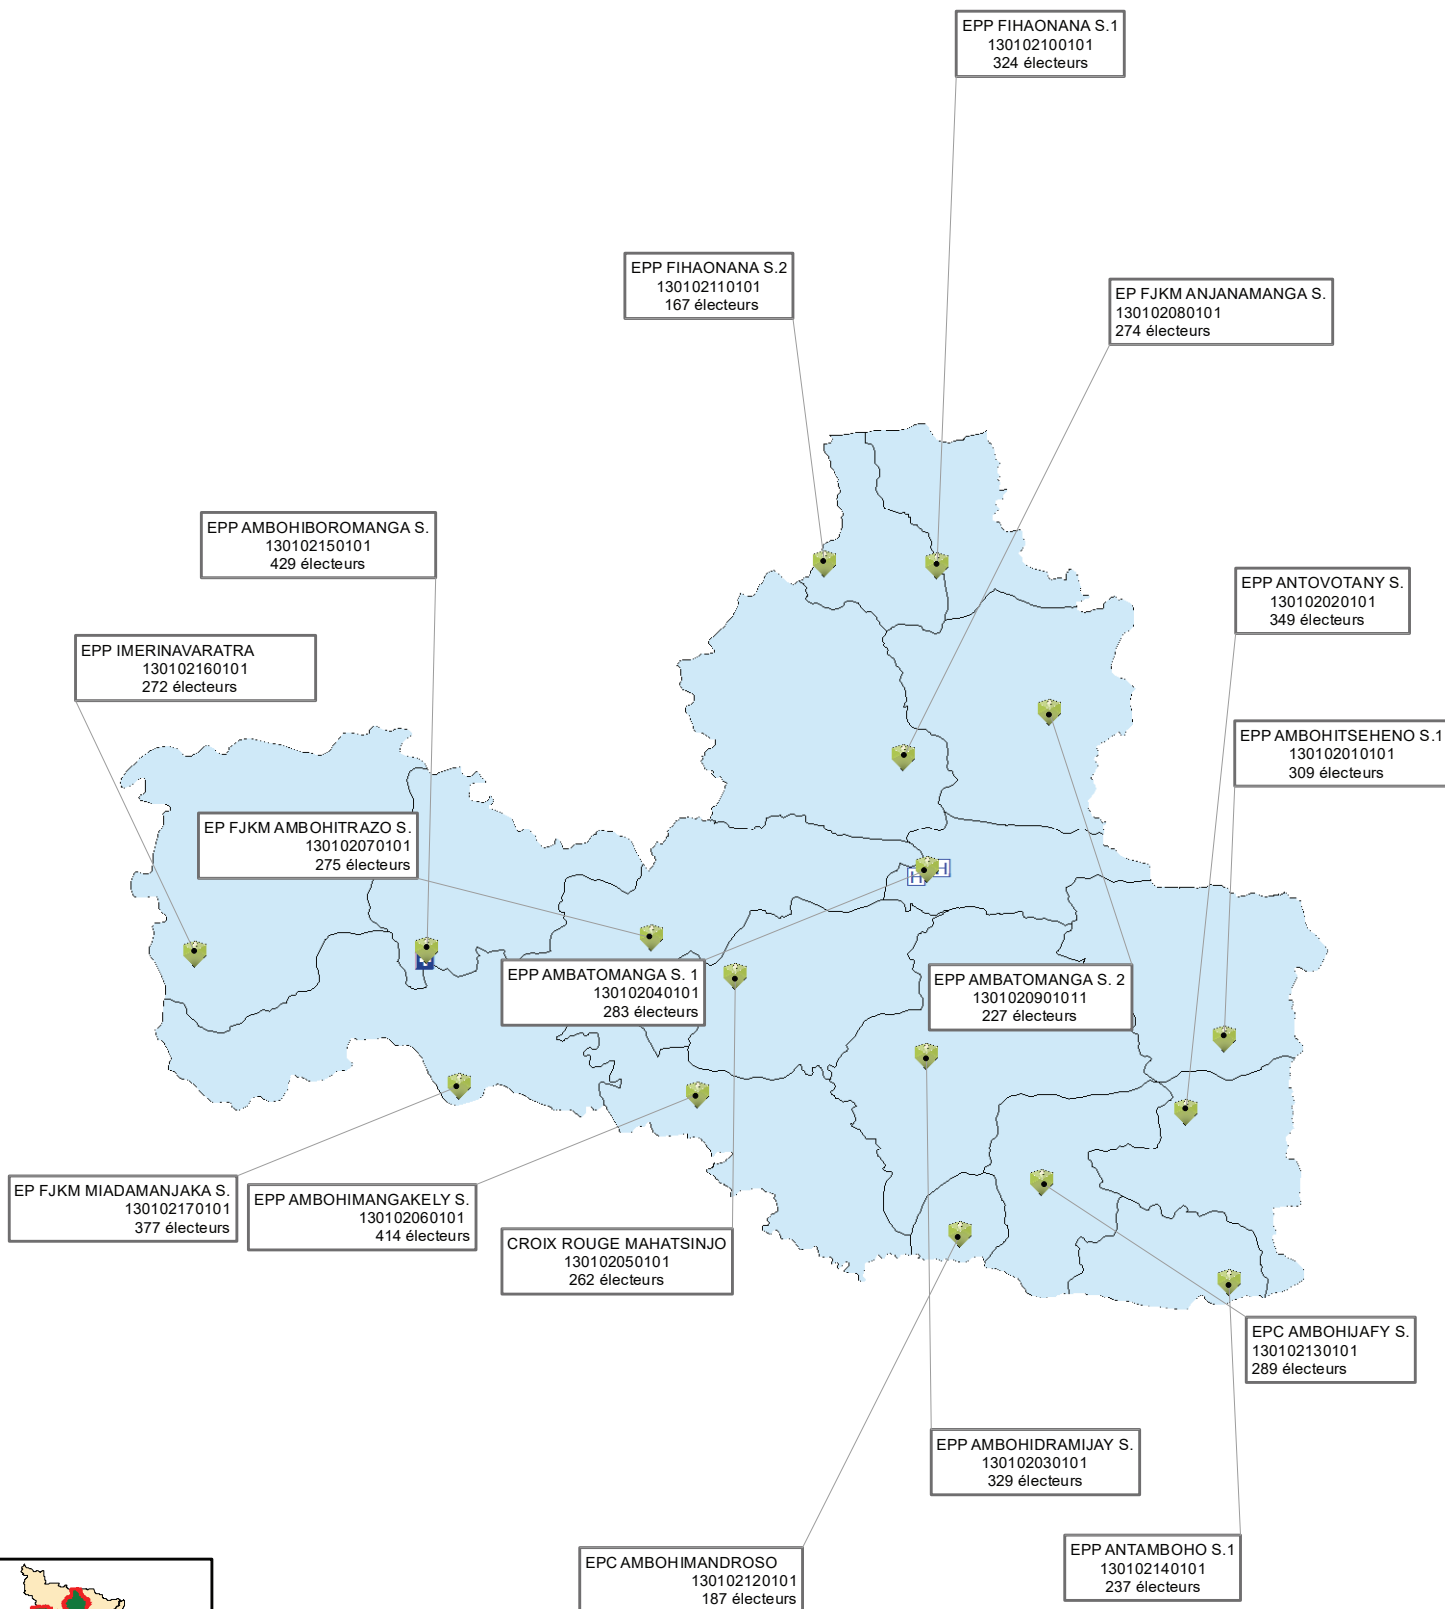 EPP FIHAONANA S.1
130102100101
324 électeurs
EPP FIHAONANA S.2
130102110101
167 électeurs
EP FJKM ANJANAMANGA S.
130102080101
274 électeurs
EPP AMBOHIBOROMANGA S.
130102150101
429 électeurs
EPP ANTOVOTANY S.
130102020101
349 électeurs
EPP IMERINAVARATRA
130102160101
272 électeurs
EPP AMBOHITSEHENO S.1
130102010101
309 électeurs
EP FJKM AMBOHITRAZO S.
130102070101
275 électeurs
H
H
EPP AMBATOMANGA S. 1
130102040101
283 électeurs
EPP AMBATOMANGA S. 2
1301020901011
227 électeurs
EP FJKM MIADAMANJAKA S.
130102170101
377 électeurs
EPP AMBOHIMANGAKELY S.
130102060101
414 électeurs
CROIX ROUGE MAHATSINJO
130102050101
262 électeurs
EPC AMBOHIJAFY S.
130102130101
289 électeurs
EPP AMBOHIDRAMIJAY S.
130102030101
329 électeurs
EPC AMBOHIMANDROSO
130102120101
187 électeurs
EPP ANTAMBOHO S.1
130102140101
237 électeurs